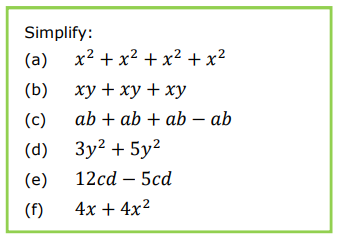 Simplify:
(a) x² + x² + x² + x²
(b) xy + xy + xy
(c) ab + ab + ab − ab
(d) 3y² + 5y²
(e) 12cd − 5cd
(f) 4x + 4x²